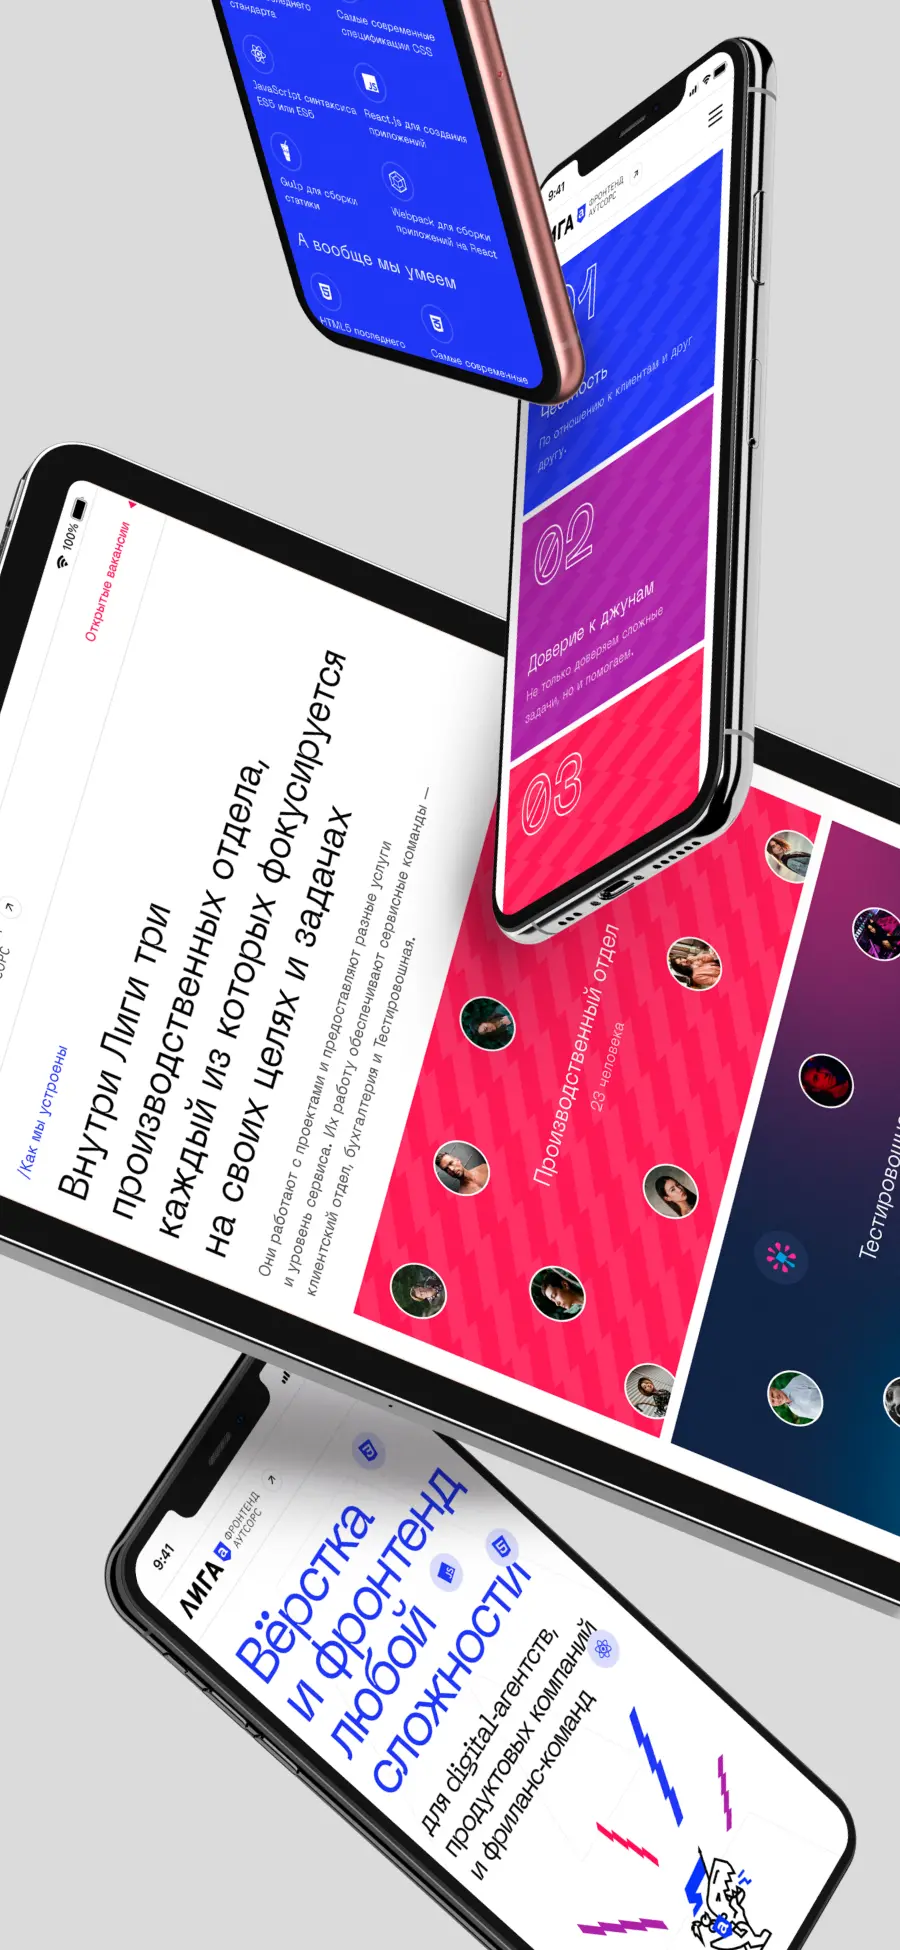 стандарта
Самые современные
спецификации CSS
JavaScript синтаксиса
ES5 или ES6
React.js для создания
приложений
Gulp для сборки
статики
Webpack для сборки
приложений на React
А вообще мы умеем
HTML5 последнего
Самые современные
9:41
ФРОНТЕНД
АУТСОРС
По отношению к клиентам и друг
другу.
02
Доверие к джунам
Не только доверяем сложные
задачи, но и помогаем.
03
100%
Открытые вакансии
/Как мы устроены
Внутри Лиги три
производственных отдела,
каждый из которых фокусируется
на своих целях и задачах
Они работают с проектами и предоставляют разные услуги
и уровень сервиса. Их работу обеспечивают сервисные команды —
клиентский отдел, бухгалтерия и Тестировошная.
Производственный отдел
23 человека
9:41
ЛИГА а ФРОНТЕНД
АУТСОРС
Вёрстка
и фронтенд
любой
сложности
для digital-агентств,
продуктовых компаний
и фриланс-команд